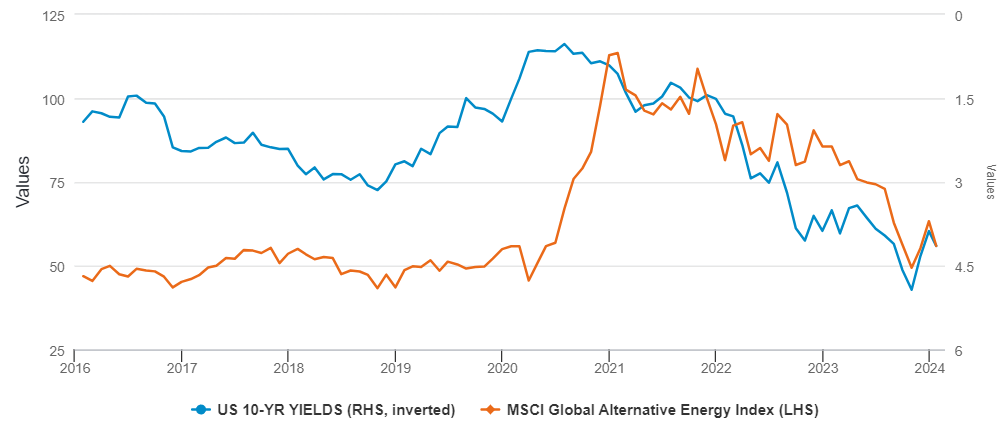 125 0
100 1.5
Values
75 3
Values
50 4.5
25 6
2016 2017 2018 2019 2020 2021 2022 2023 2024
US 10-YR YIELDS (RHS, inverted) MSCI Global Alternative Energy Index (LHS)